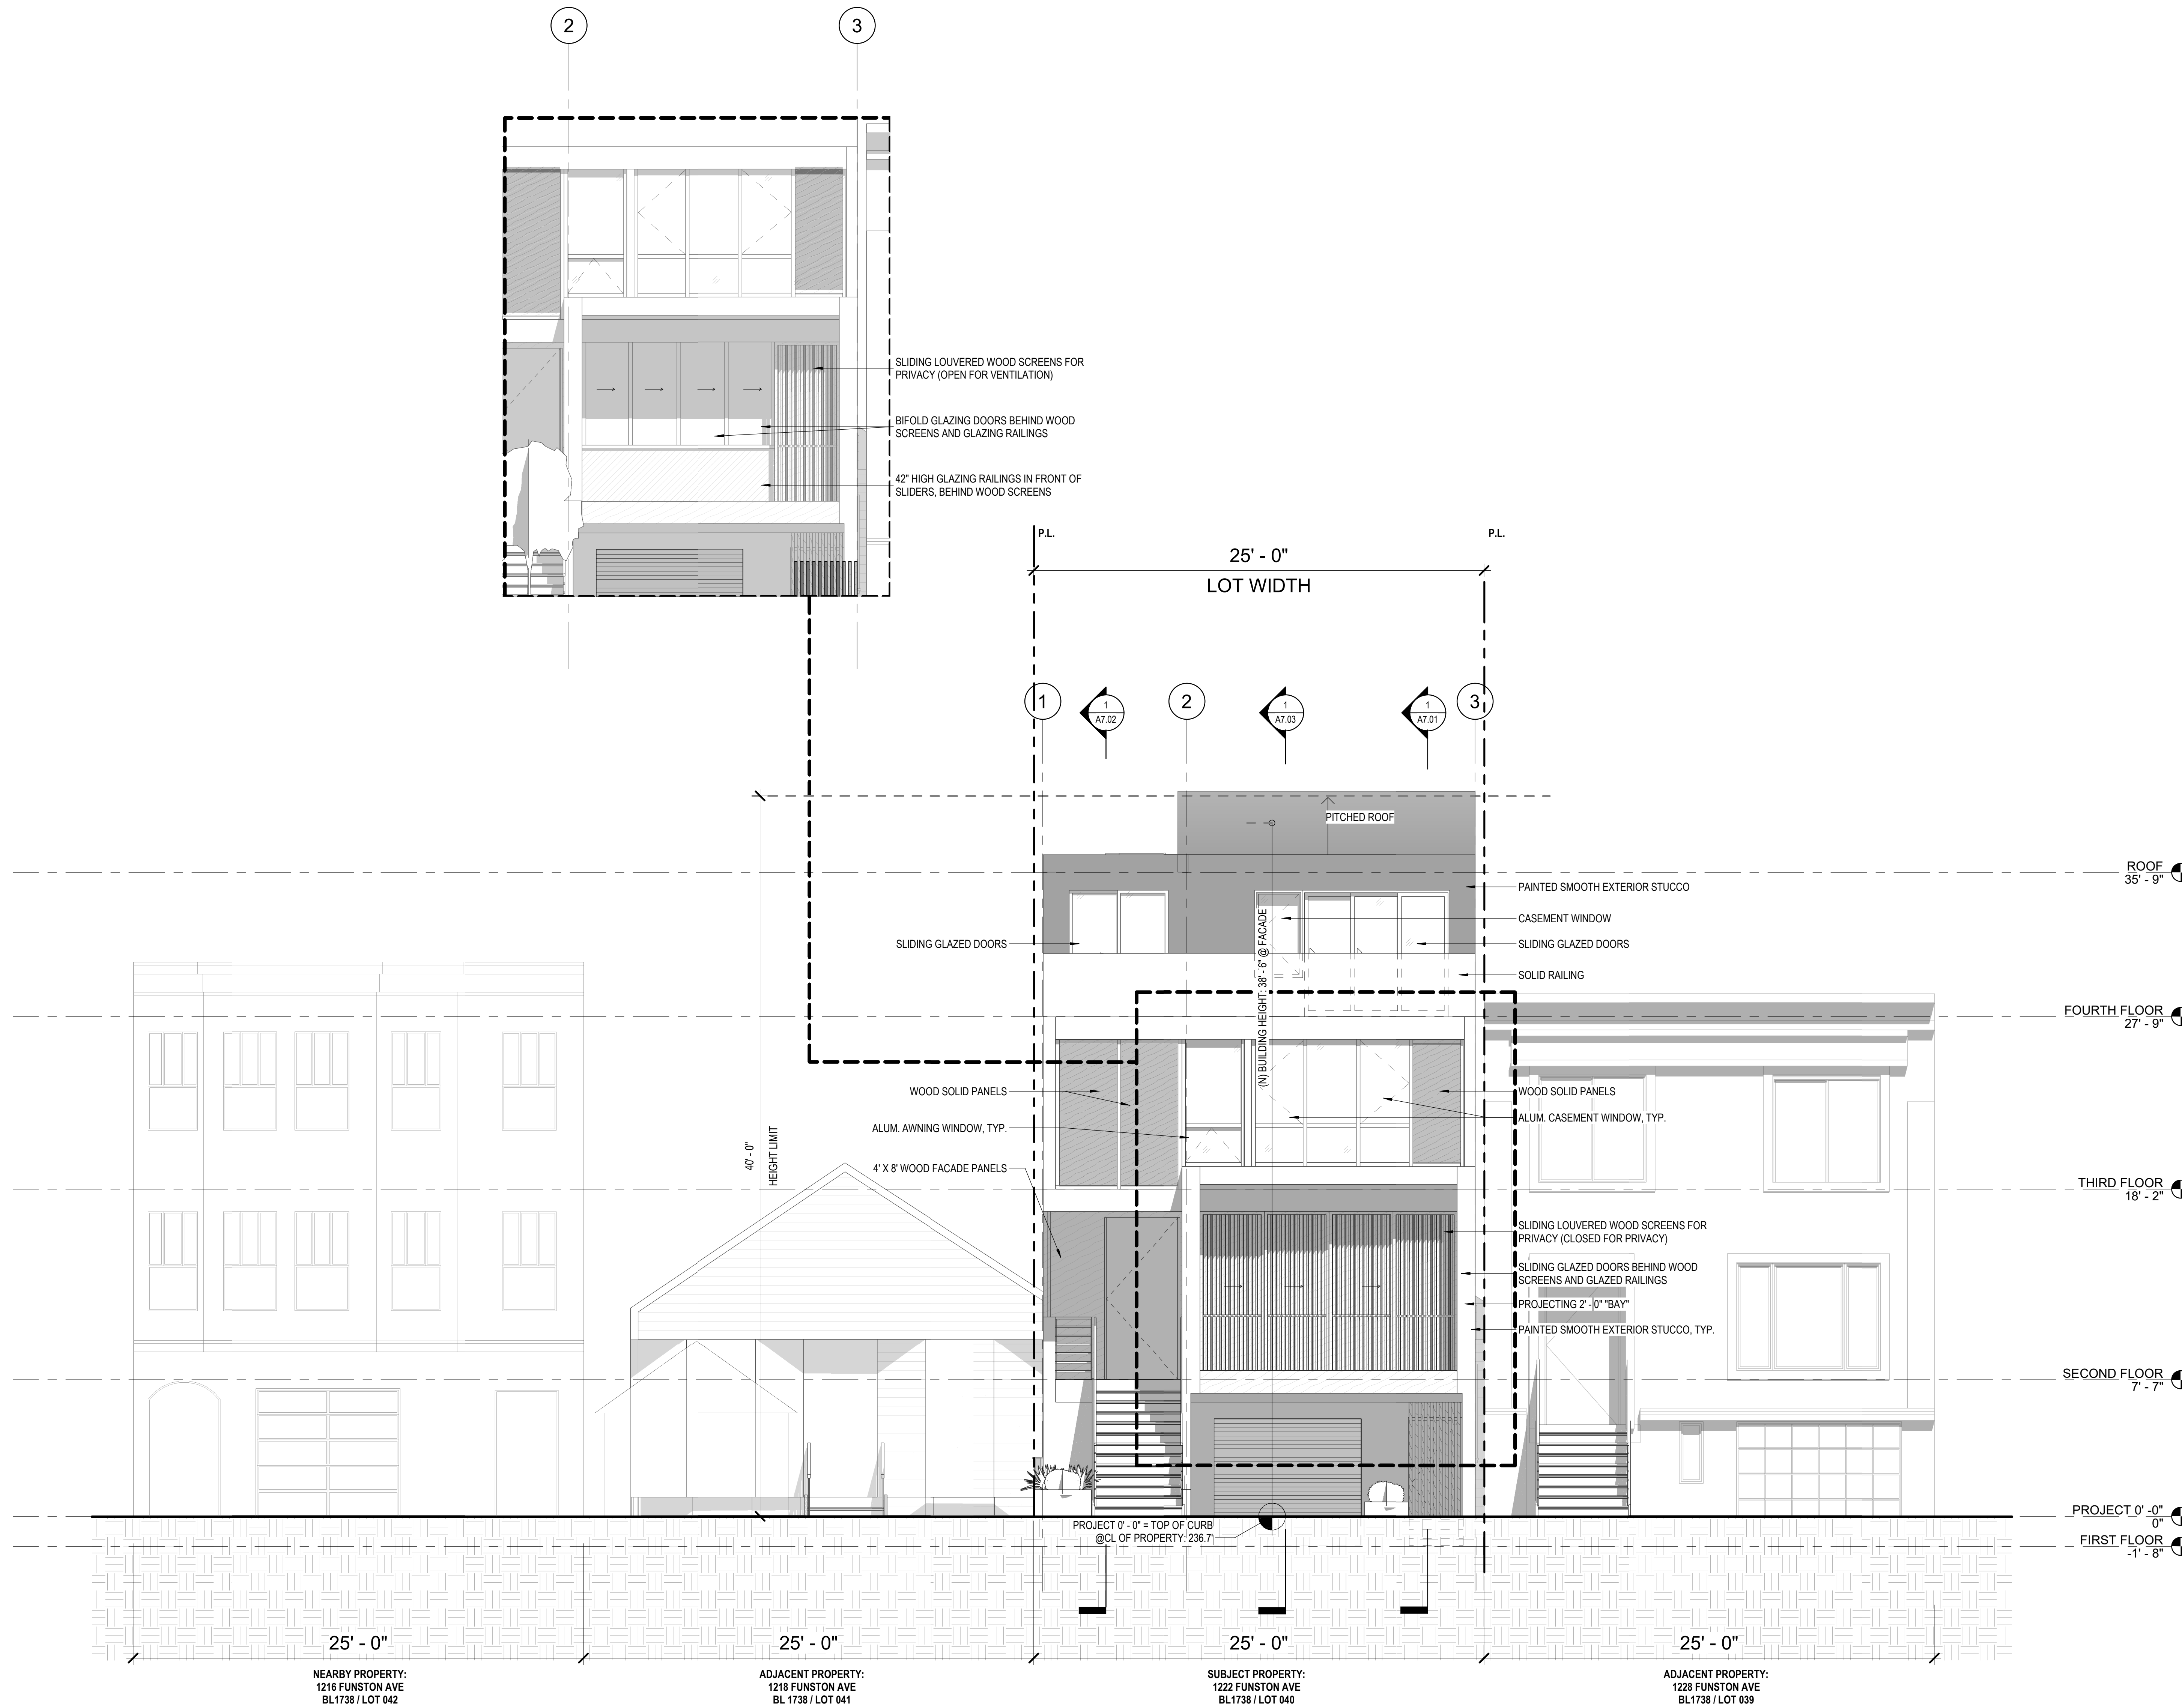 2
3
SLIDING LOUVERED WOOD SCREENS FOR
PRIVACY (OPEN FOR VENTILATION)
BIFOLD GLAZING DOORS BEHIND WOOD
SCREENS AND GLAZING RAILINGS
42" HIGH GLAZING RAILINGS IN FRONT OF
SLIDERS, BEHIND WOOD SCREENS
P.L.
P.L.
25' - 0"
LOT WIDTH
1
1
A7.02
2
1
A7.03
1
A7.01
3
PITCHED ROOF
ROOF
35' - 9"
PAINTED SMOOTH EXTERIOR STUCCO
CASEMENT WINDOW
SLIDING GLAZED DOORS
SLIDING GLAZED DOORS
SOLID RAILING
(N) BUILDING HEIGHT: 38' - 6" @ FACADE
FOURTH FLOOR
27' - 9"
WOOD SOLID PANELS
WOOD SOLID PANELS
ALUM. CASEMENT WINDOW, TYP.
ALUM. AWNING WINDOW, TYP.
40' - 0"
HEIGHT LIMIT
4' X 8' WOOD FACADE PANELS
THIRD FLOOR
18' - 2"
SLIDING LOUVERED WOOD SCREENS FOR
PRIVACY (CLOSED FOR PRIVACY)
SLIDING GLAZED DOORS BEHIND WOOD
SCREENS AND GLAZED RAILINGS
PROJECTING 2' - 0" "BAY"
PAINTED SMOOTH EXTERIOR STUCCO, TYP.
SECOND FLOOR
7' - 7"
PROJECT 0' -0"
0"
PROJECT 0' - 0" = TOP OF CURB
@CL OF PROPERTY: 236.7'
FIRST FLOOR
-1' - 8"
25' - 0"
25' - 0"
25' - 0"
25' - 0"
NEARBY PROPERTY:
1216 FUNSTON AVE
BL1738 / LOT 042
ADJACENT PROPERTY:
1218 FUNSTON AVE
BL 1738 / LOT 041
SUBJECT PROPERTY:
1222 FUNSTON AVE
BL1738 / LOT 040
ADJACENT PROPERTY:
1228 FUNSTON AVE
BL1738 / LOT 039